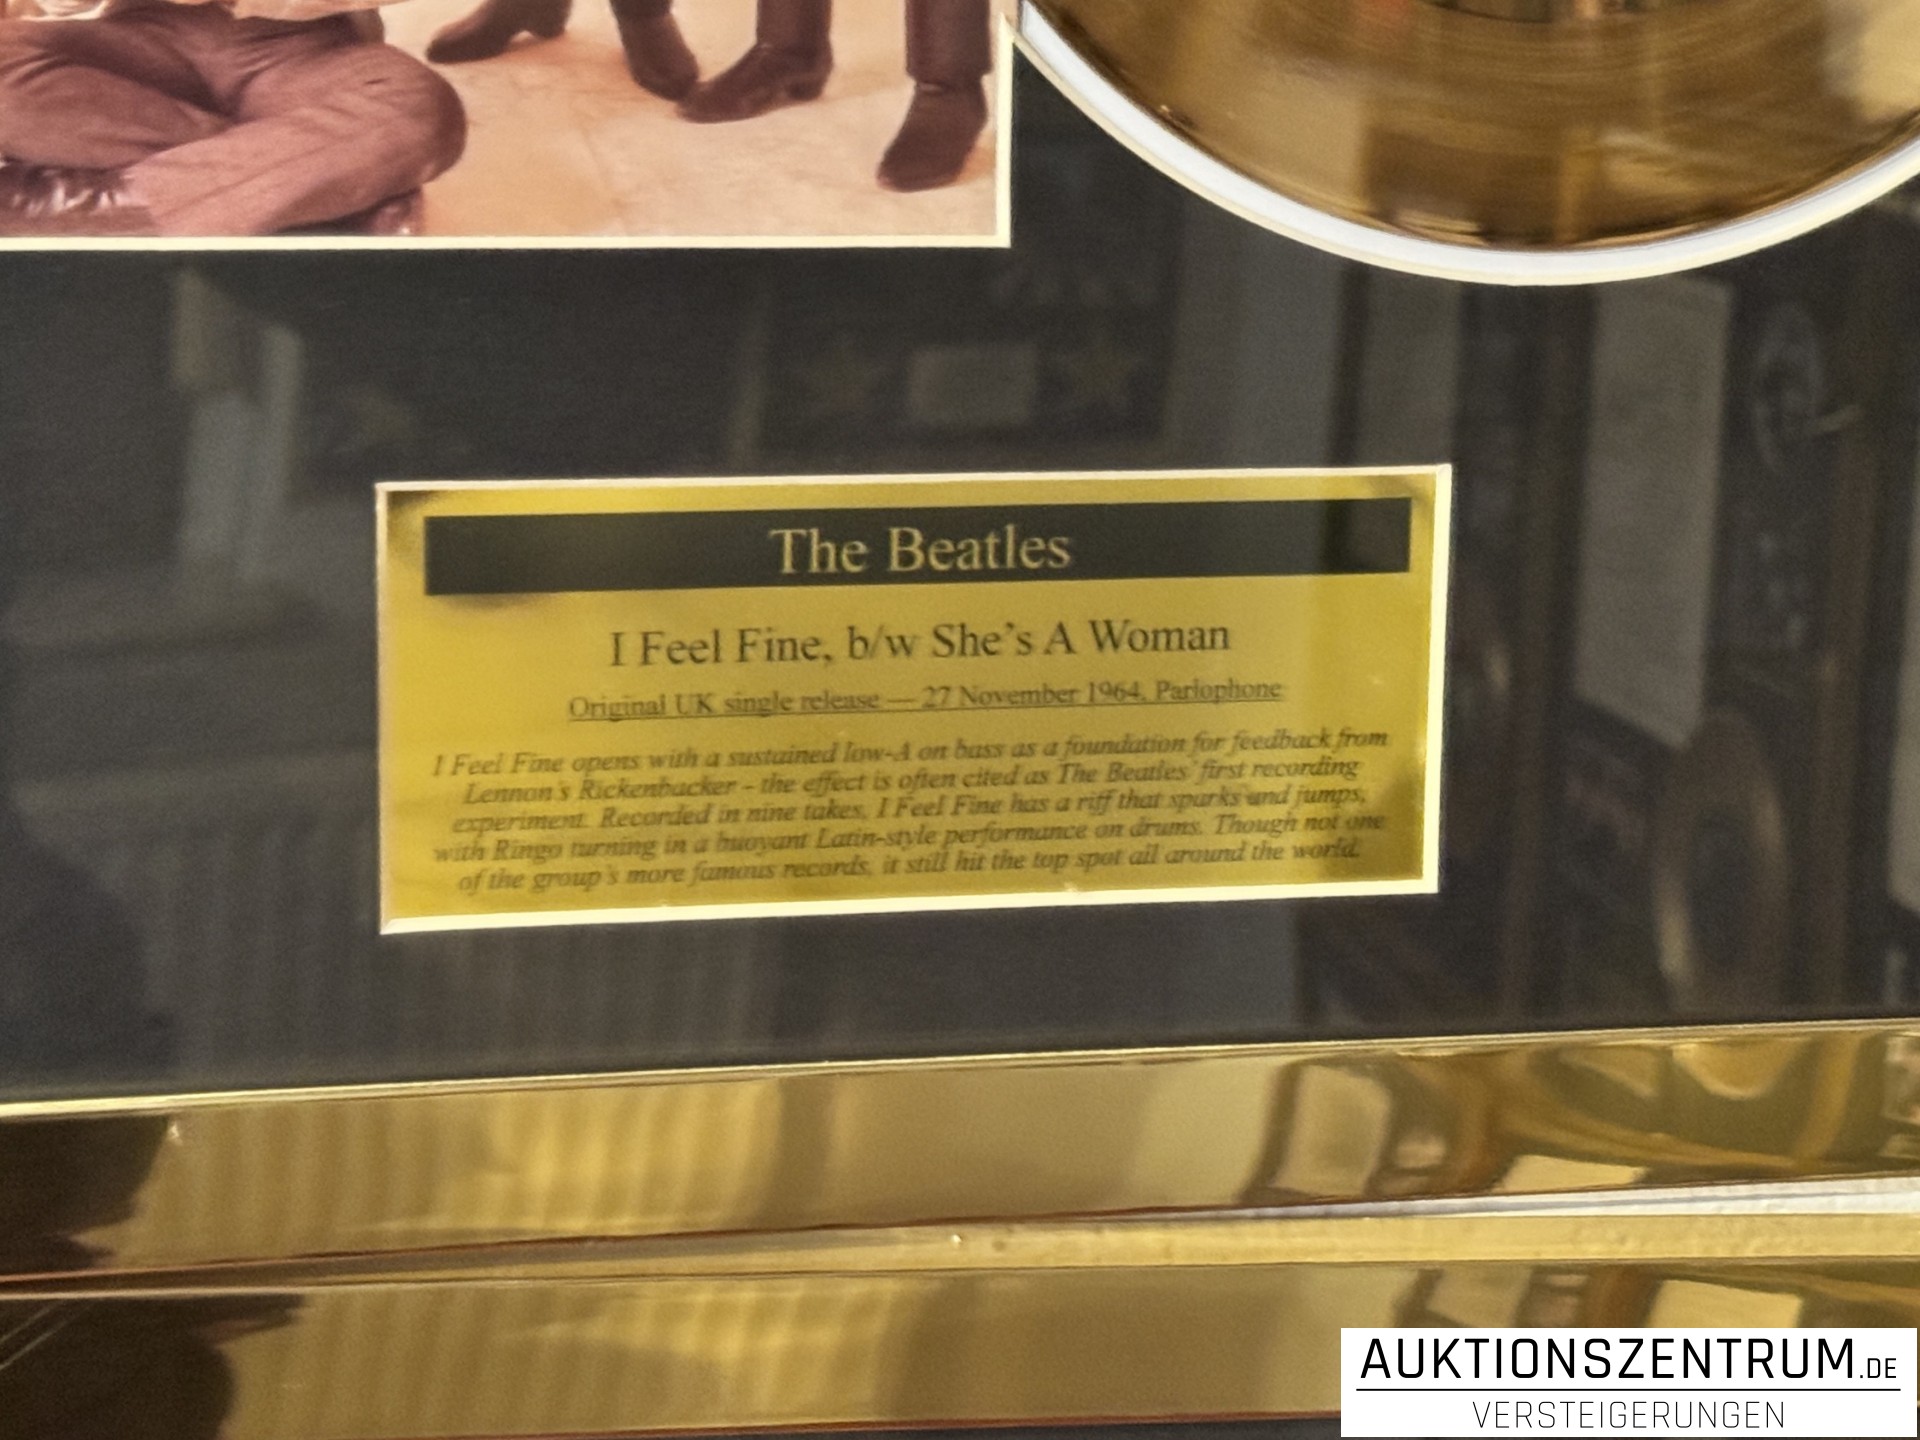 The Beatles
I Feel Fine, b/w She's A Woman
Original UK single release — 27 November 1964, Parlophone
I Feel Fine opens with a sustained low-A on bass as a foundation for feedback from
Lennon's Rickenbacker - the effect is often cited as The Beatles' first recording
experiment. Recorded in nine takes, I Feel Fine has a riff that sparks and jumps,
with Ringo turning in a buoyant Latin-style performance on drums. Though not one
of the group's more famous records, it still hit the top spot all around the world.
AUKTIONSZENTRUM.DE
VERSTEIGERUNGEN